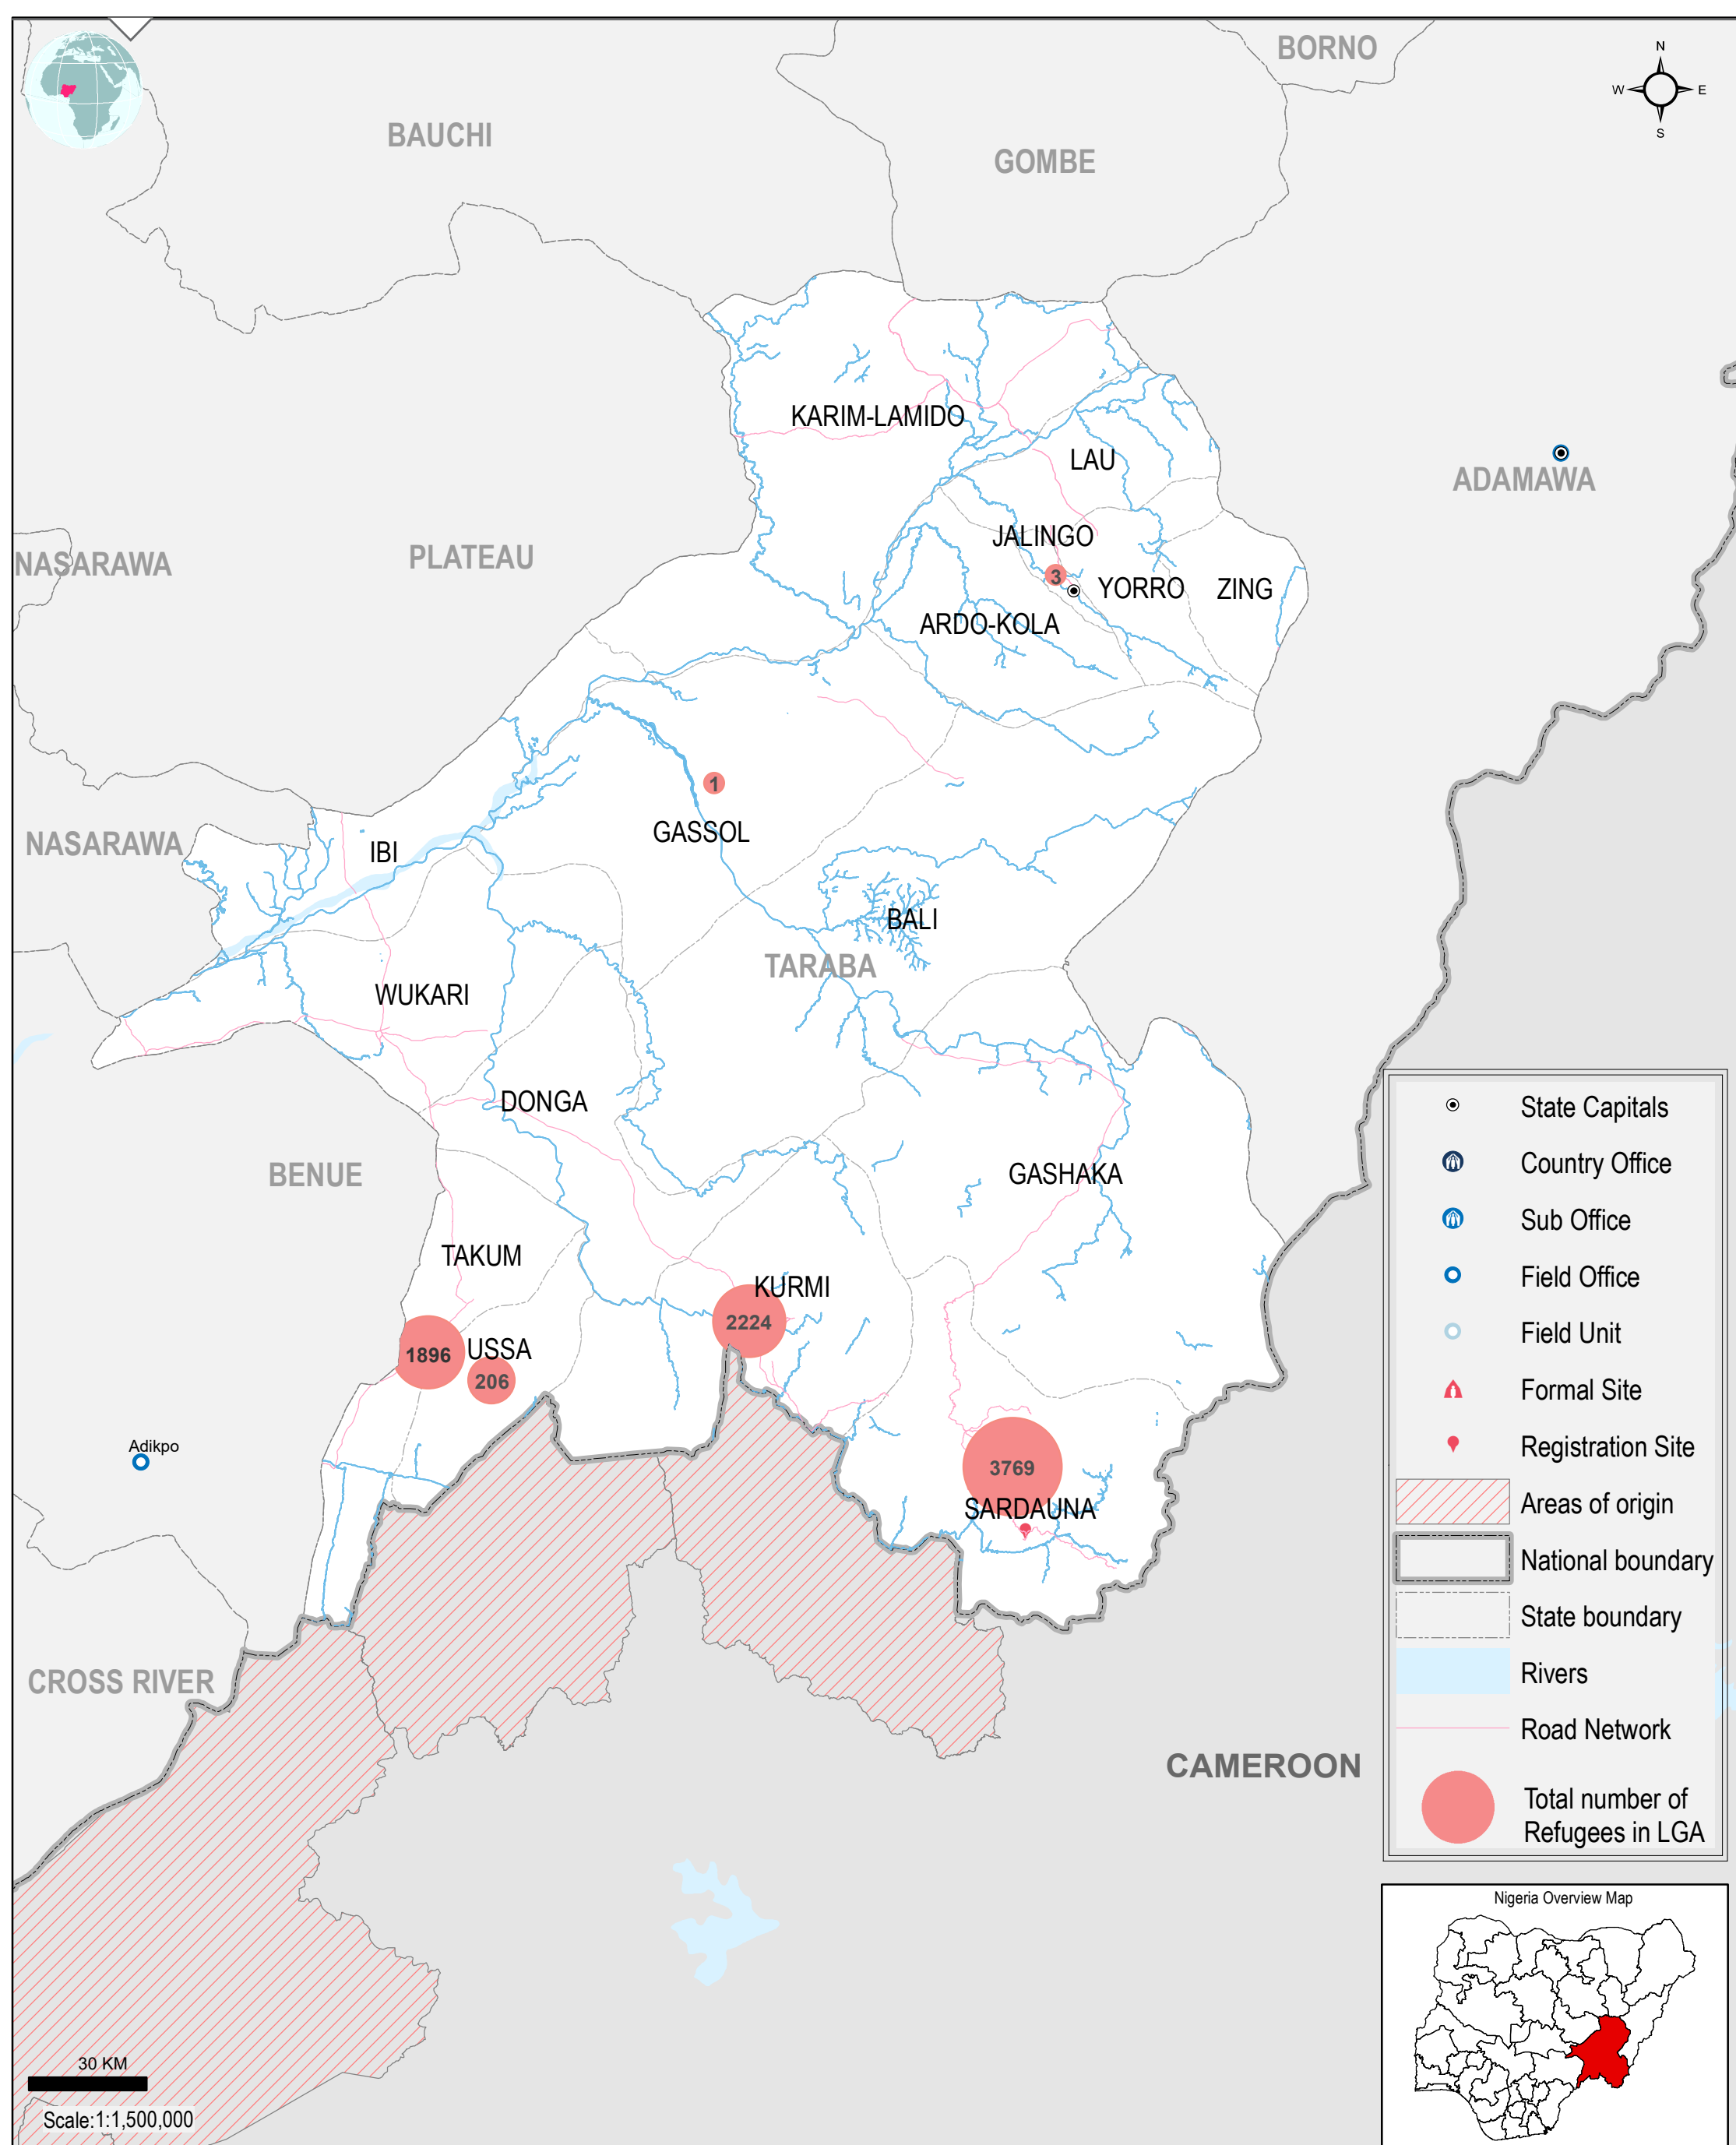 BORNO
N
W
E
S
BAUCHI
GOMBE
KARIM-LAMIDO
LAU
ADAMAWA
JALINGO
NASARAWA
PLATEAU
3
YORRO
ZING
ARDO-KOLA
1
GASSOL
NASARAWA
IBI
BALI
TARABA
WUKARI
DONGA
BENUE
GASHAKA
TAKUM
KURMI
2224
1896
USSA
206
Adikpo
3769
SARDAUNA
CROSS RIVER
CAMEROON
State Capitals
Country Office
Sub Office
Field Office
Field Unit
Formal Site
Registration Site
Areas of origin
National boundary
State boundary
Rivers
Road Network
Total number of
Refugees in LGA
Nigeria Overview Map
30 KM
Scale:1:1,500,000